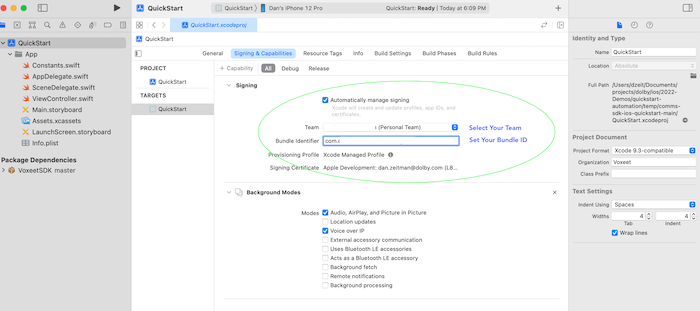 QuickStart
QuickStart
Dan's iPhone 12 Pro
QuickStart: Ready | Today at 6:09 PM
QuickStart.xcodeproj
QuickStart
QuickStart
App
Constants.swift
AppDelegate.swift
SceneDelegate.swift
ViewController.swift
Main.storyboard
Assets.xcassets
LaunchScreen.storyboard
Info.plist
Package Dependencies
VoxeetSDK master
General
Signing & Capabilities
Resource Tags
Info
Build Settings
Build Phases
Build Rules
PROJECT
QuickStart
TARGETS
QuickStart
+ Capability
All
Debug
Release
Signing
Automatically manage signing
Xcode will create and update profiles, app IDs, and
certificates.
Team
(Personal Team)
Select Your Team
Bundle Identifier
com.
Set Your Bundle ID
Provisioning Profile Xcode Managed Profile
Signing Certificate Apple Development: dan.zeitman@dolby.com (L8...
Background Modes
Modes
Audio, AirPlay, and Picture in Picture
Location updates
Voice over IP
External accessory communication
Uses Bluetooth LE accessories
Acts as a Bluetooth LE accessory
Background fetch
Remote notifications
Background processing
Identity and Type
Name QuickStart
Location Absolute
Full Path /Users/dzeit/Documents/
projects/dolbyios/2022-
Demos/quickstart-
automation/temp/comms-
sdk-ios-quickstart-main/
QuickStart.xcodeproj
Project Document
Project Format Xcode 9.3-compatible
Organization Voxeet
Class Prefix
Text Settings
Indent Using Spaces
Widths 4 4
Tab Indent
Wrap lines